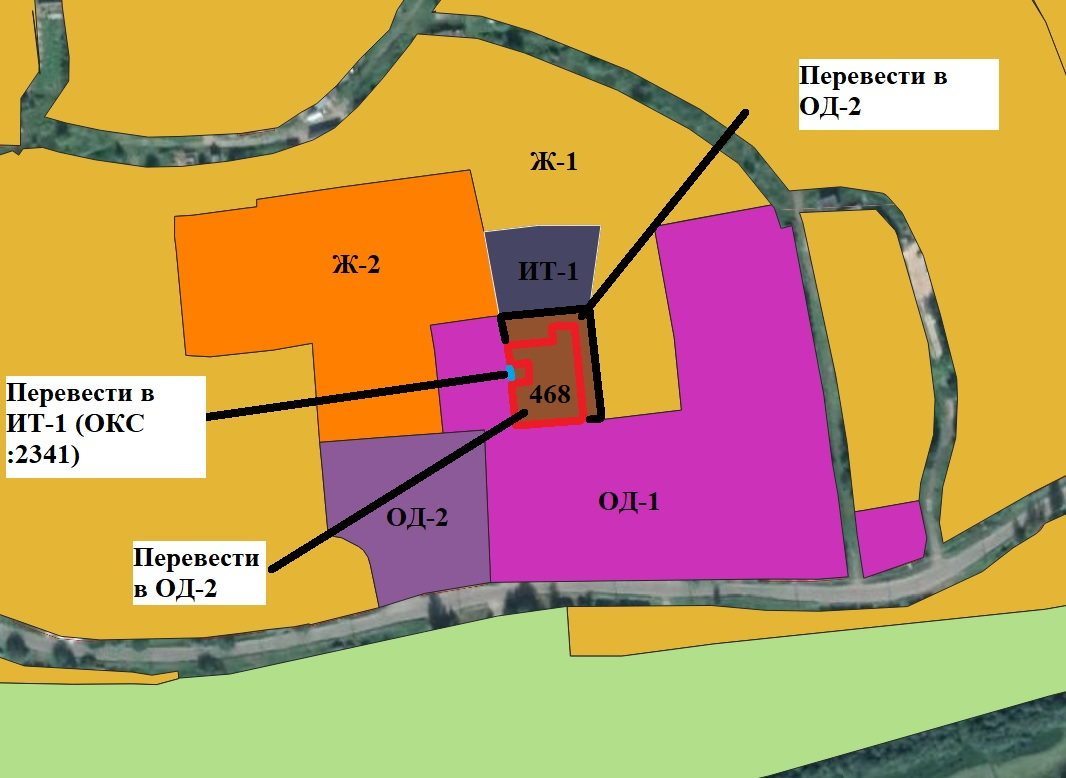 Перевести в
ОД-2
Ж-1
Ж-2
ИТ-1
Перевести в
ИТ-1 (ОКС
:2341)
468
ОД-1
ОД-2
Перевести
в ОД-2